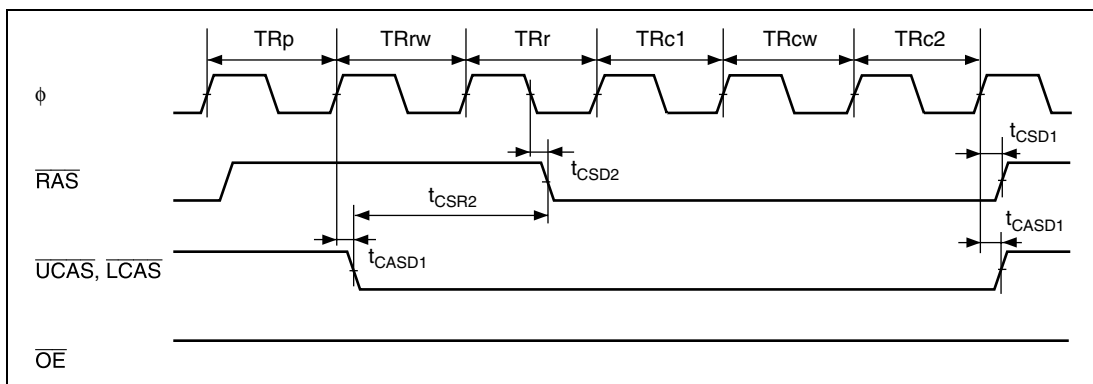 TRp TRrw TRr TRc1 TRcw TRc2
ϕ
tCSD1
RAS
tCSD2
tCSR2
tCASD1
tCASD1
UCAS, LCAS
OE